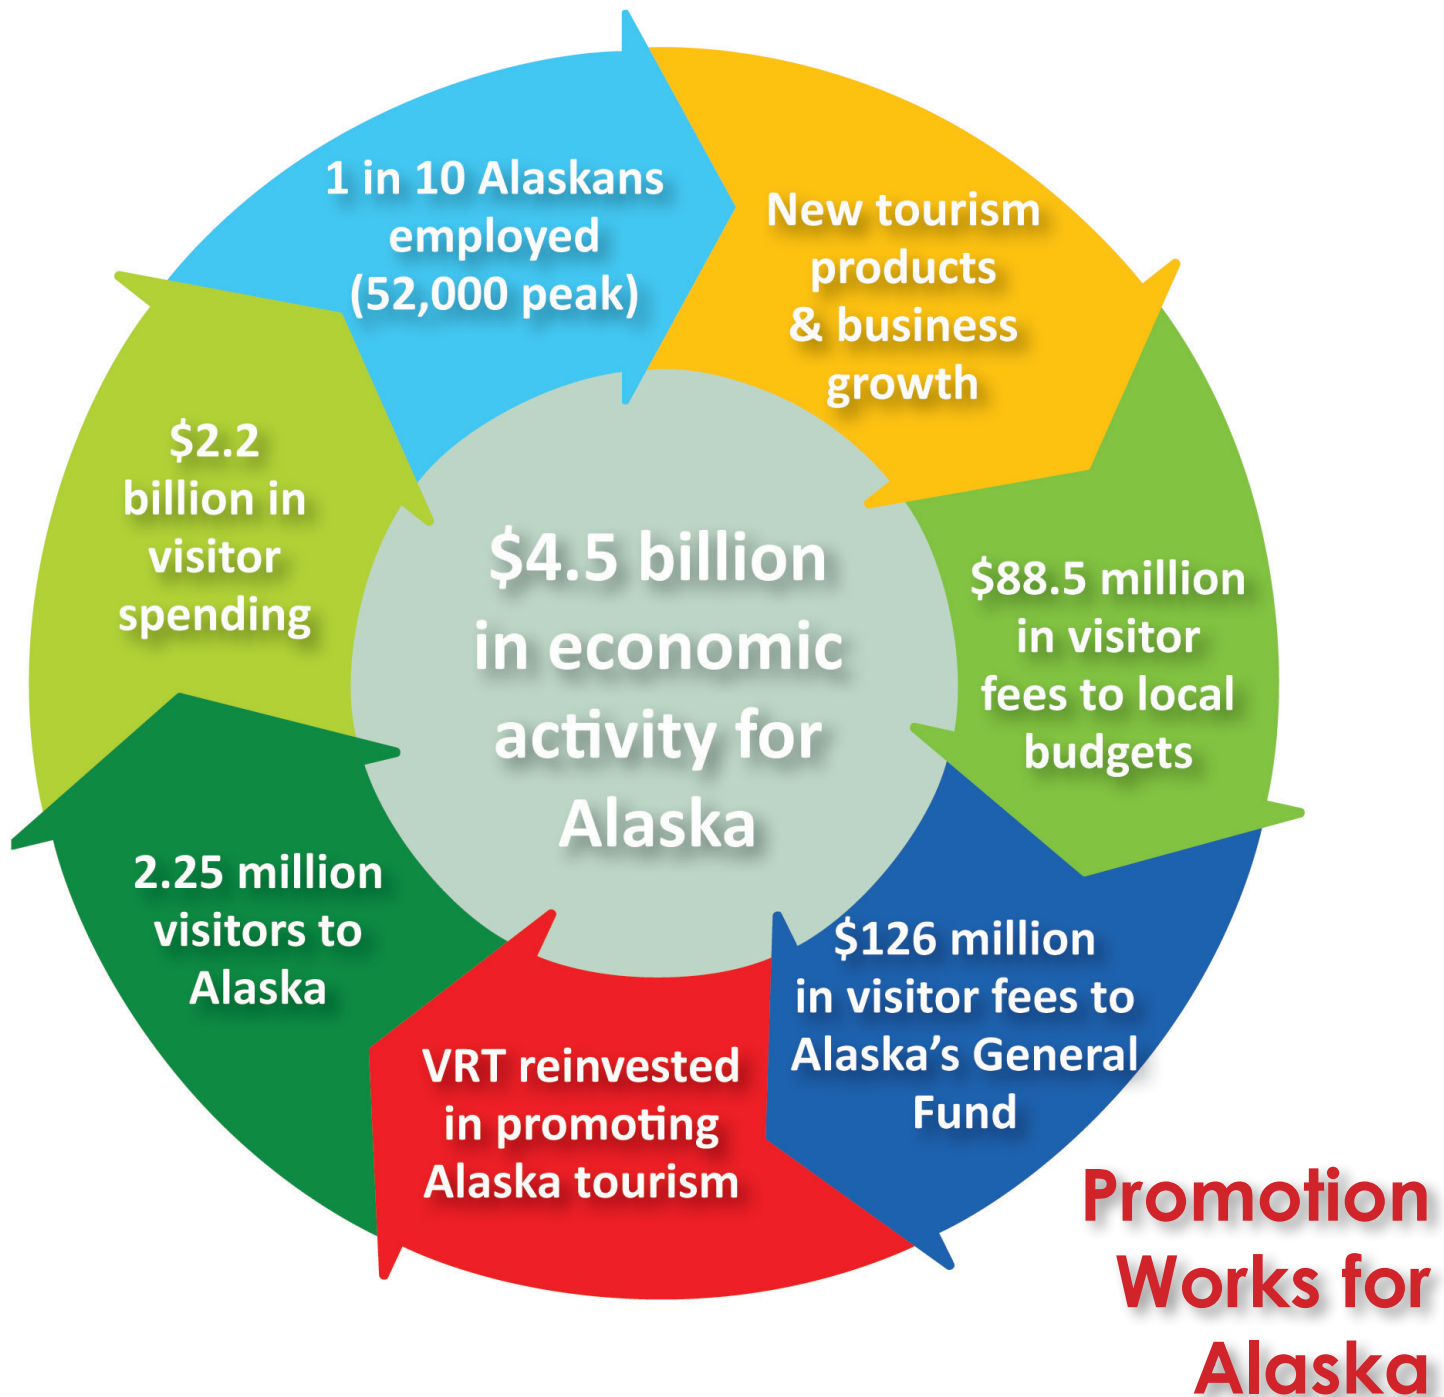 1 in 10 Alaskans
employed
(52,000 peak)
New tourism
products
& business
growth
$88.5 million
in visitor
fees to local
budgets
$126 million
in visitor fees to
Alaska’s General
Fund
VRT reinvested
in promoting
Alaska tourism
2.25 million
visitors to
Alaska
$2.2
billion in
visitor
spending
$4.5 billion
in economic
activity for
Alaska
Promotion
Works for
Alaska